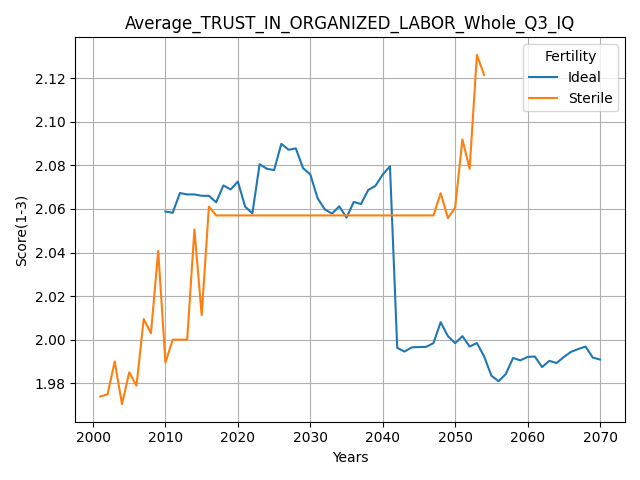 Average_TRUST_IN_ORGANIZED_LABOR_Whole_Q3_IQ
Fertility
Ideal
Sterile
Score(1-3)
2.12
2.10
2.08
2.06
2.04
2.02
2.00
1.98
2000 2010 2020 2030 2040 2050 2060 2070
Years